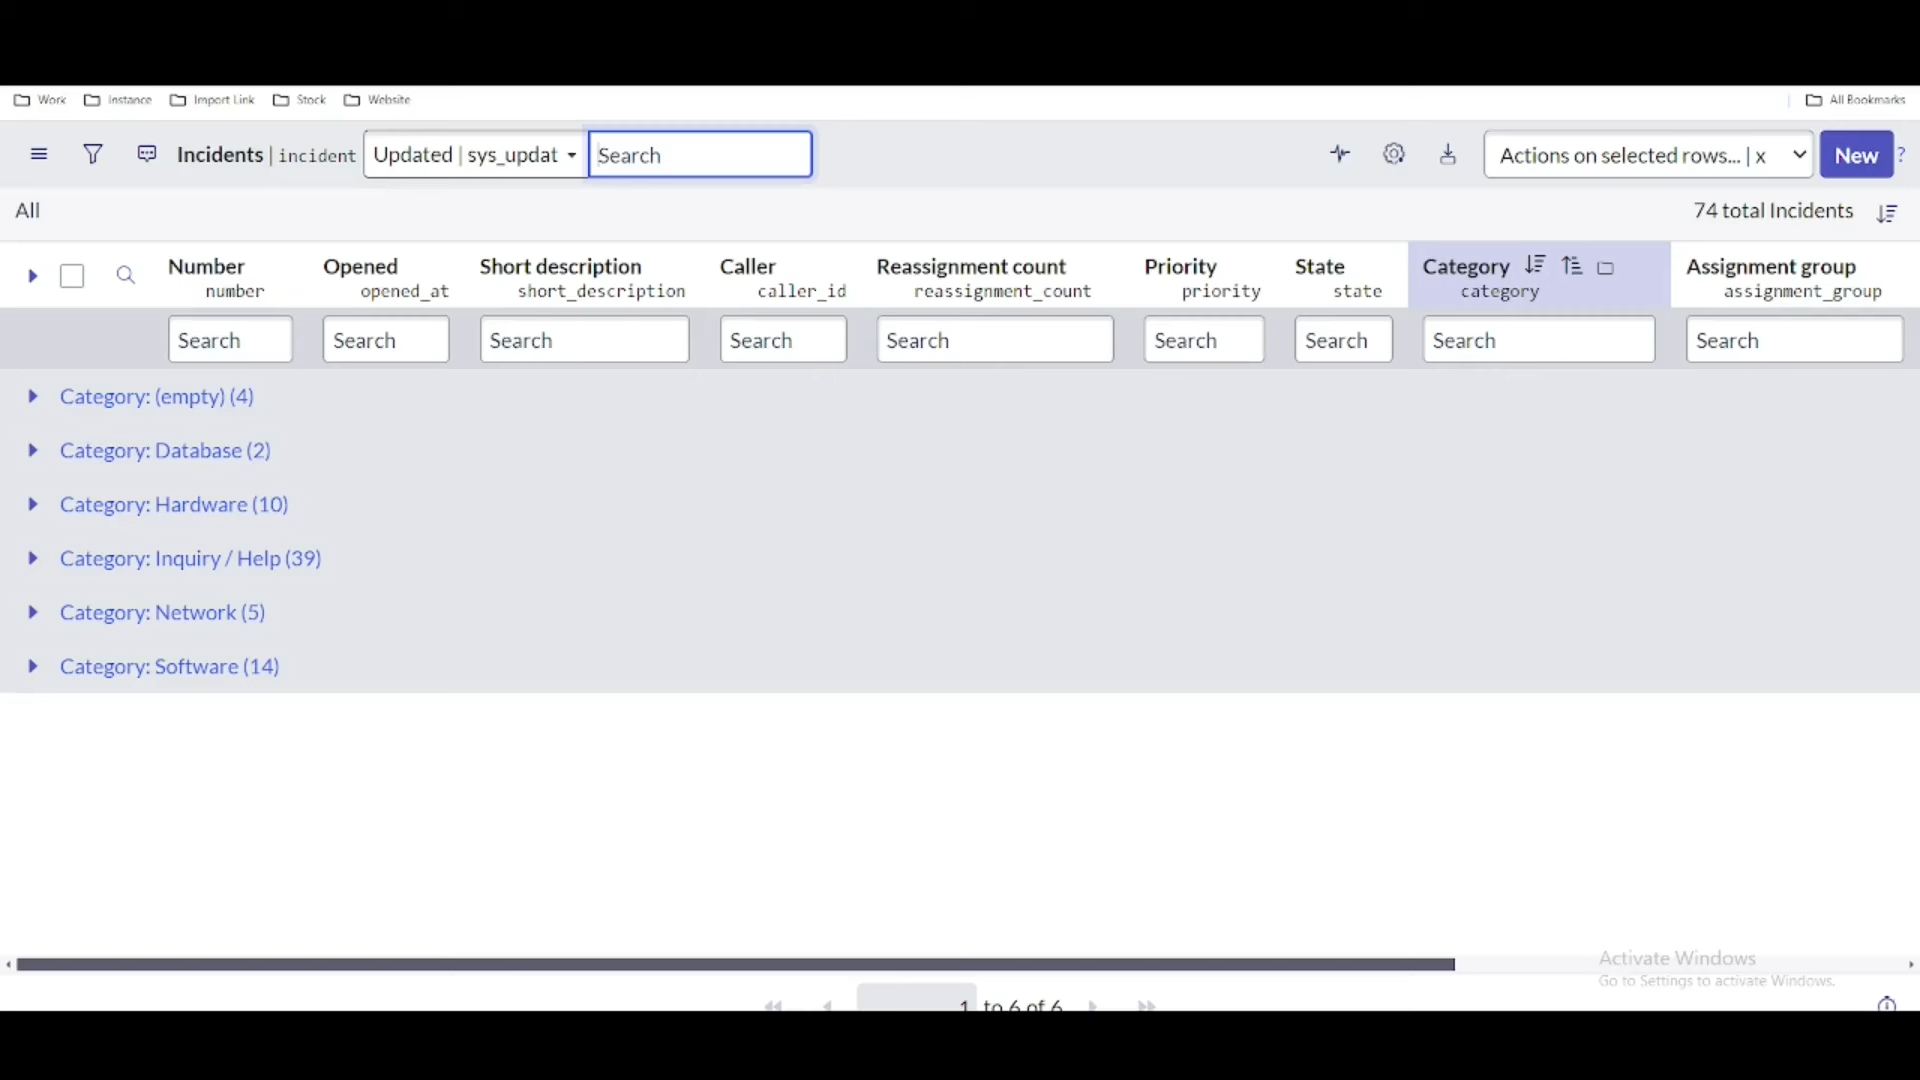 Work Instance Import Link Stock Website All Bookmarks
Incidents | incident Updated | sys_updat Search Actions on selected rows... | x New ?
All 74 total Incidents
Number Opened Short description Caller Reassignment count Priority State Category Assignment group
number opened_at short_description caller_id reassignment_count priority state category assignment_group
Search Search Search Search Search Search Search Search Search
Category: (empty) (4)
Category: Database (2)
Category: Hardware (10)
Category: Inquiry / Help (39)
Category: Network (5)
Category: Software (14)
Activate Windows
Go to Settings to activate Windows.
1 to 6 of 6